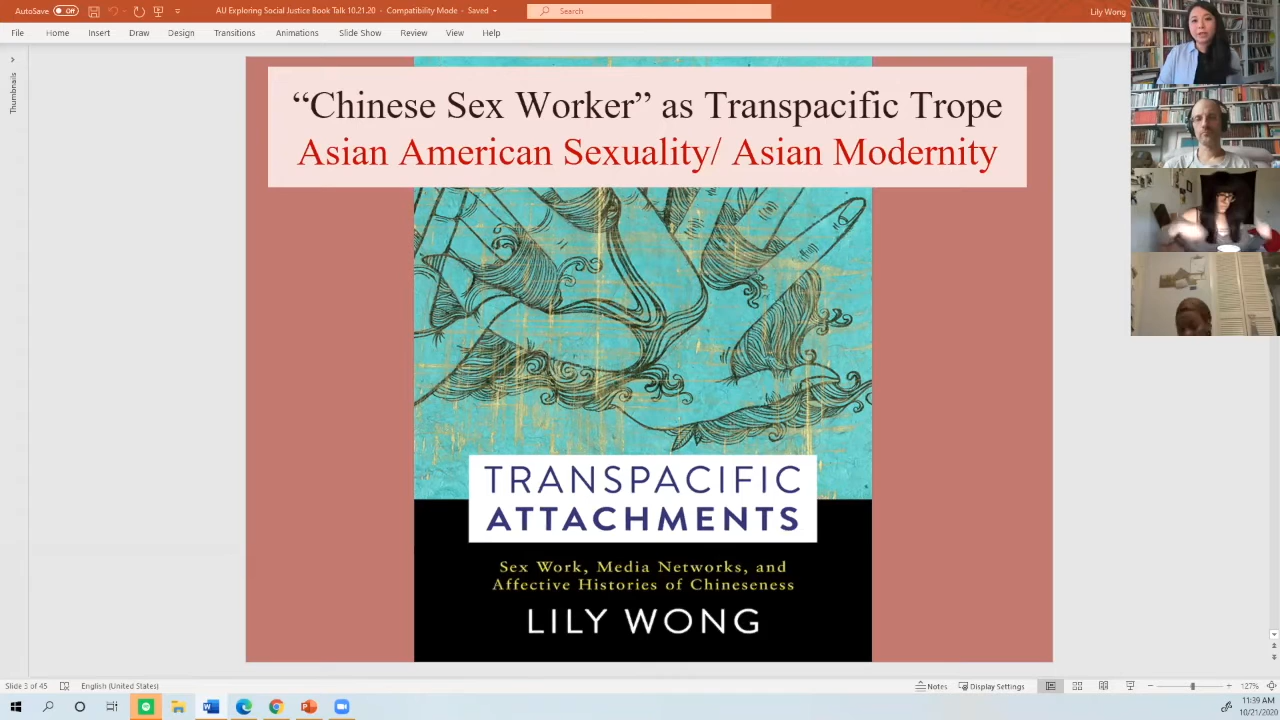 AutoSave Off AU Exploring Social Justice Book Talk 10.21.20 - Compatibility Mode - Saved Search Lily Wong
File Home Insert Draw Design Transitions Animations Slide Show Review View Help
Thumbnails
“Chinese Sex Worker” as Transpacific Trope
Asian American Sexuality/ Asian Modernity
TRANSPACIFIC
ATTACHMENTS
Sex Work, Media Networks, and
Affective Histories of Chineseness
LILY WONG
Slide 3 of 45 English (United States) Notes Display Settings 127%
11:39 AM
10/21/2020